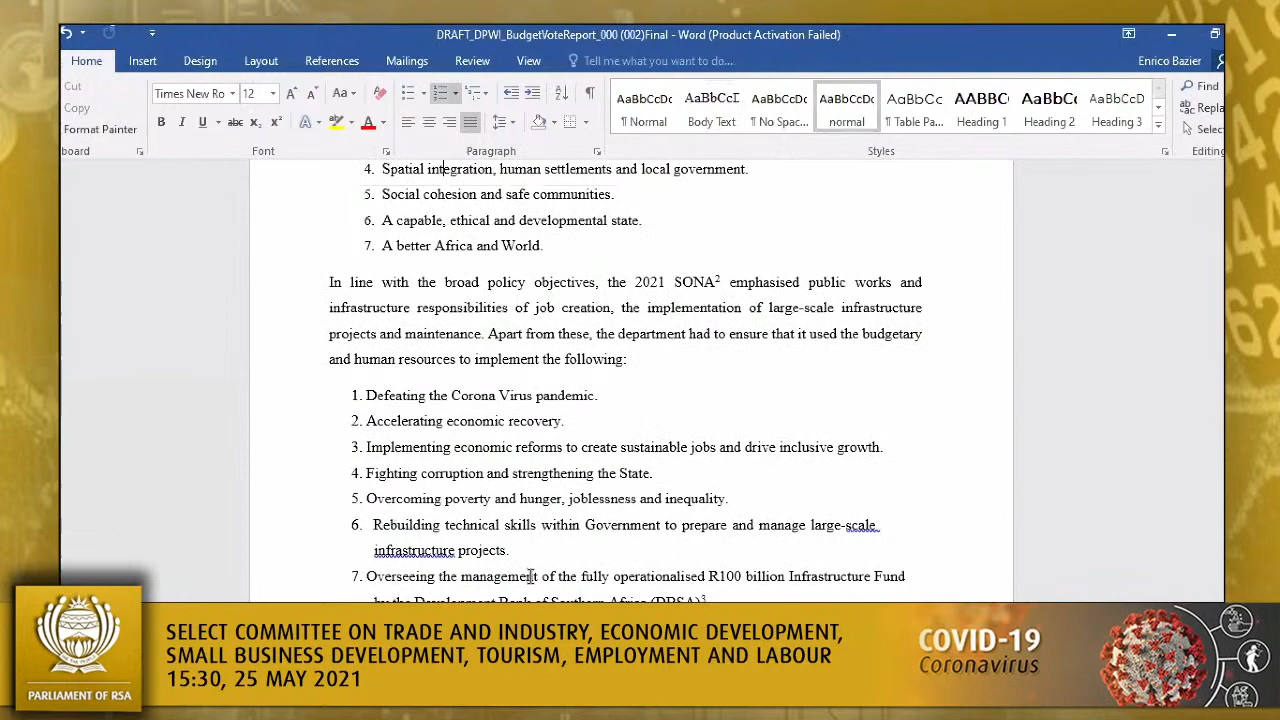 DRAFT_DPWI_BudgetVoteReport_000 (002)Final - Word (Product Activation Failed)
Home Insert Design Layout References Mailings Review View Tell me what you want to do... Enrico Bazier
Cut
Copy
Format Painter
board
Times New Ro 12
Font
Paragraph
AaBbCcDc AaBbCcI AaBbCcDc AaBbCcDc AaBbCc AABBC AaBbCc AaBbCcD
¶ Normal Body Text ¶ No Spac... normal ¶ Table Pa... Heading 1 Heading 2 Heading 3
Styles
Find
Repla
Selec
Editing
4. Spatial integration, human settlements and local government.
5. Social cohesion and safe communities.
6. A capable, ethical and developmental state.
7. A better Africa and World.
In line with the broad policy objectives, the 2021 SONA2 emphasised public works and
infrastructure responsibilities of job creation, the implementation of large-scale infrastructure
projects and maintenance. Apart from these, the department had to ensure that it used the budgetary
and human resources to implement the following:
1. Defeating the Corona Virus pandemic.
2. Accelerating economic recovery.
3. Implementing economic reforms to create sustainable jobs and drive inclusive growth.
4. Fighting corruption and strengthening the State.
5. Overcoming poverty and hunger, joblessness and inequality.
6. Rebuilding technical skills within Government to prepare and manage large-scale
infrastructure projects.
7. Overseeing the management of the fully operationalised R100 billion Infrastructure Fund
by the Development Bank of Southern Africa (DBSA)3
PARLIAMENT OF RSA
SELECT COMMITTEE ON TRADE AND INDUSTRY, ECONOMIC DEVELOPMENT,
SMALL BUSINESS DEVELOPMENT, TOURISM, EMPLOYMENT AND LABOUR
15:30, 25 MAY 2021
COVID-19
Coronavirus